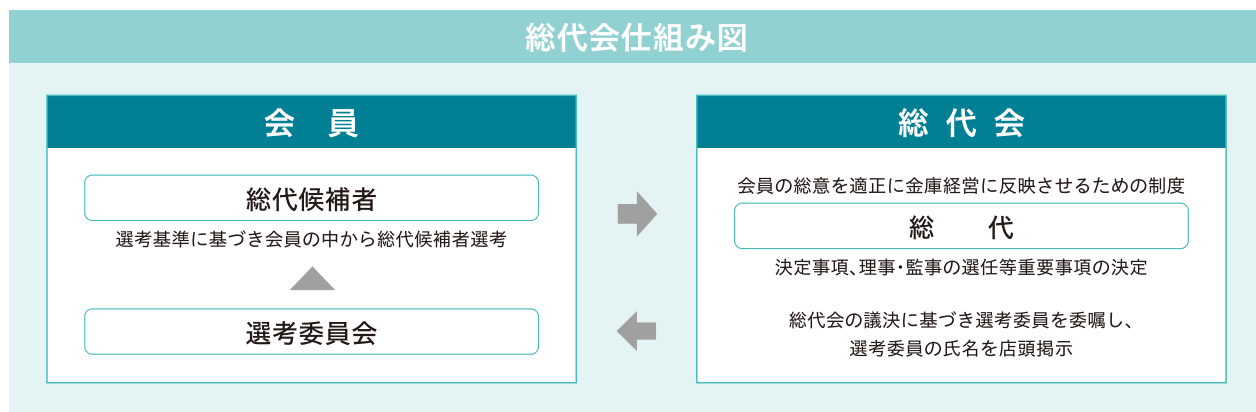 総代会仕組み図
会 員
総代候補者
選考基準に基づき会員の中から総代候補者選考
選考委員会
総代会
会員の総意を適正に金庫経営に反映させるための制度
総 代
決定事項、理事・監事の選任等重要事項の決定
総代会の議決に基づき選考委員を委嘱し、
選考委員の氏名を店頭掲示